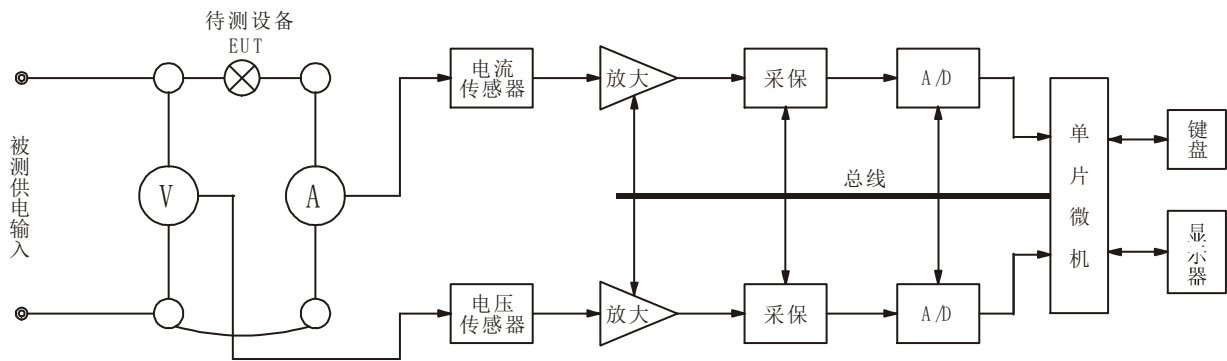 待测设备
EUT
被测供电输入
V
A
电流
传感器
放大
采保
A/D
总线
单片微机
键盘
显示器
电压
传感器
放大
采保
A/D